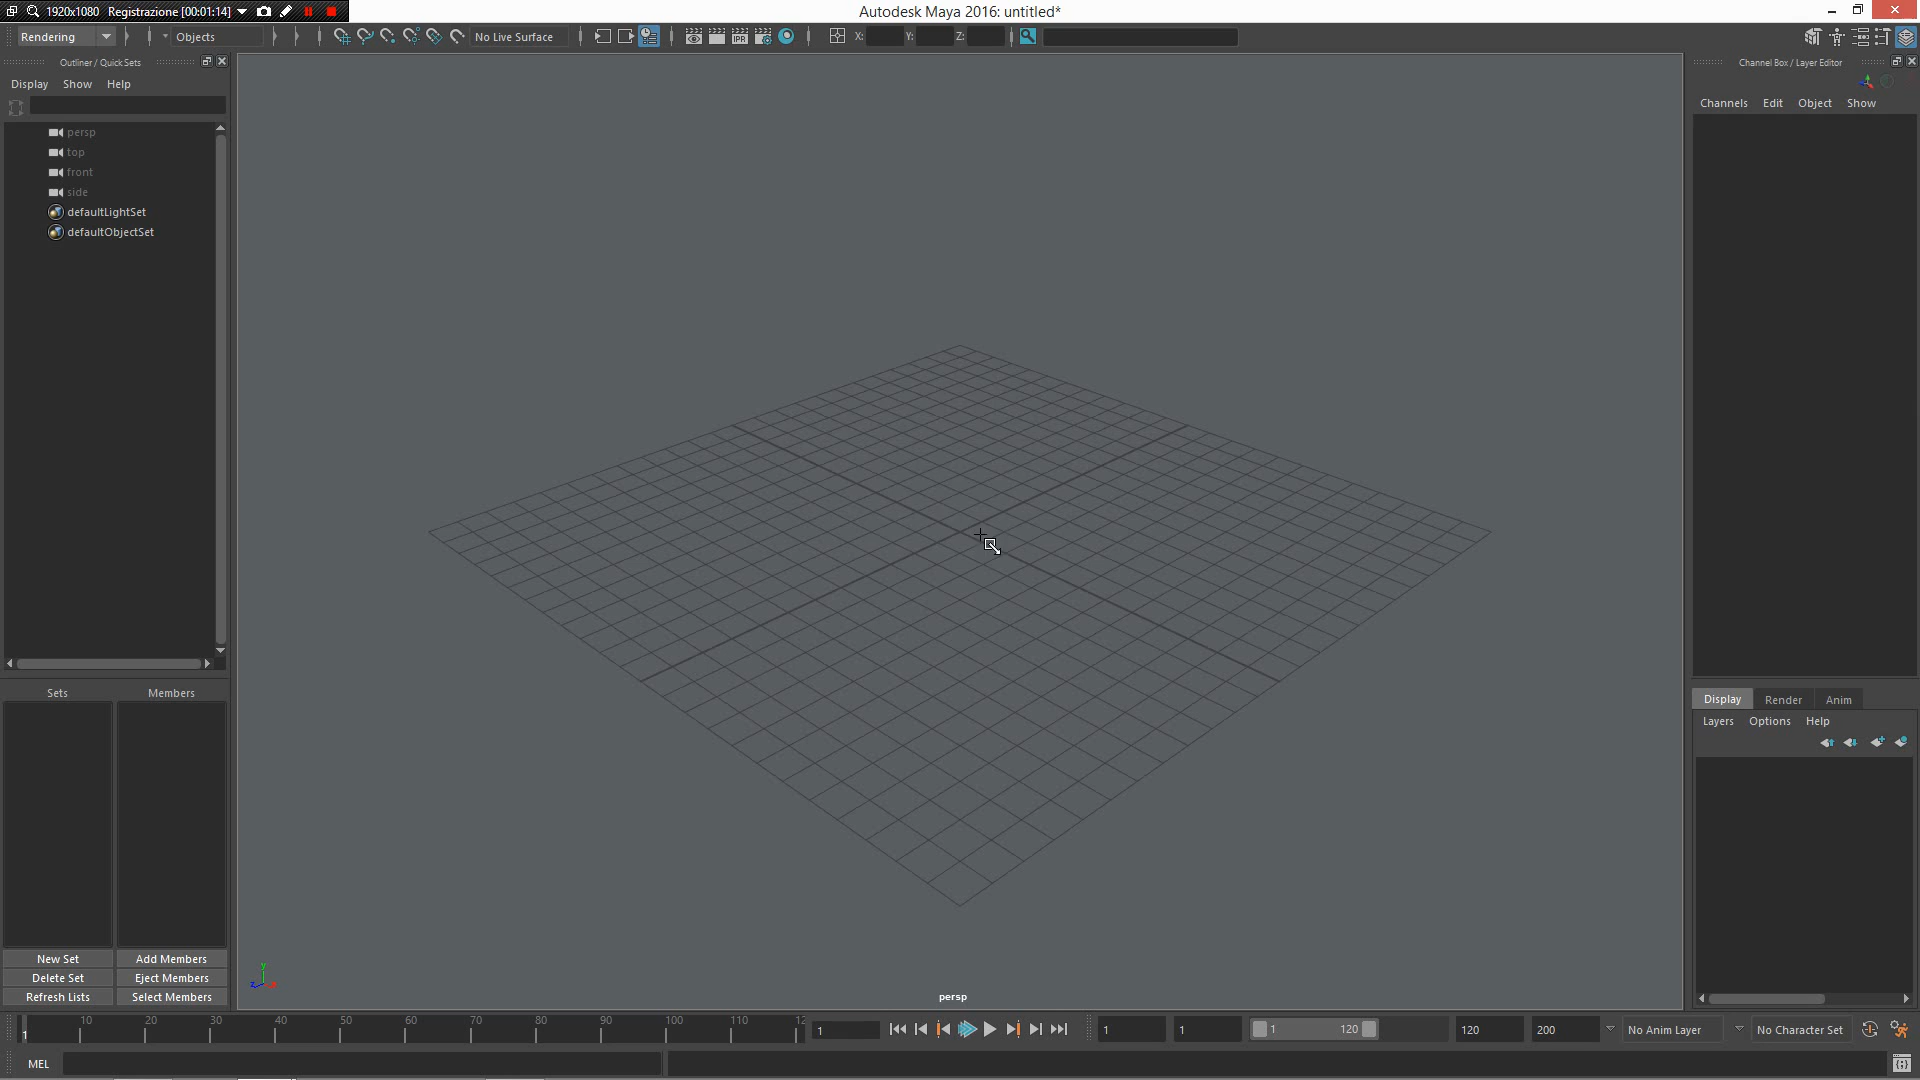 1920x1080 Registrazione [00:01:14]
Autodesk Maya 2016: untitled*
Rendering
Objects
No Live Surface
IPR
X:
Y:
Z:
Outliner / Quick Sets
Channel Box / Layer Editor
Display Show Help
Channels Edit Object Show
persp
top
front
side
defaultLightSet
defaultObjectSet
Sets
Members
Display Render Anim
Layers Options Help
New Set
Add Members
Delete Set
Eject Members
Refresh Lists
Select Members
y
z
x
persp
10 20 30 40 50 60 70 80 90 100 110 12
1
1
1
1
1 120
120
200
No Anim Layer
No Character Set
MEL